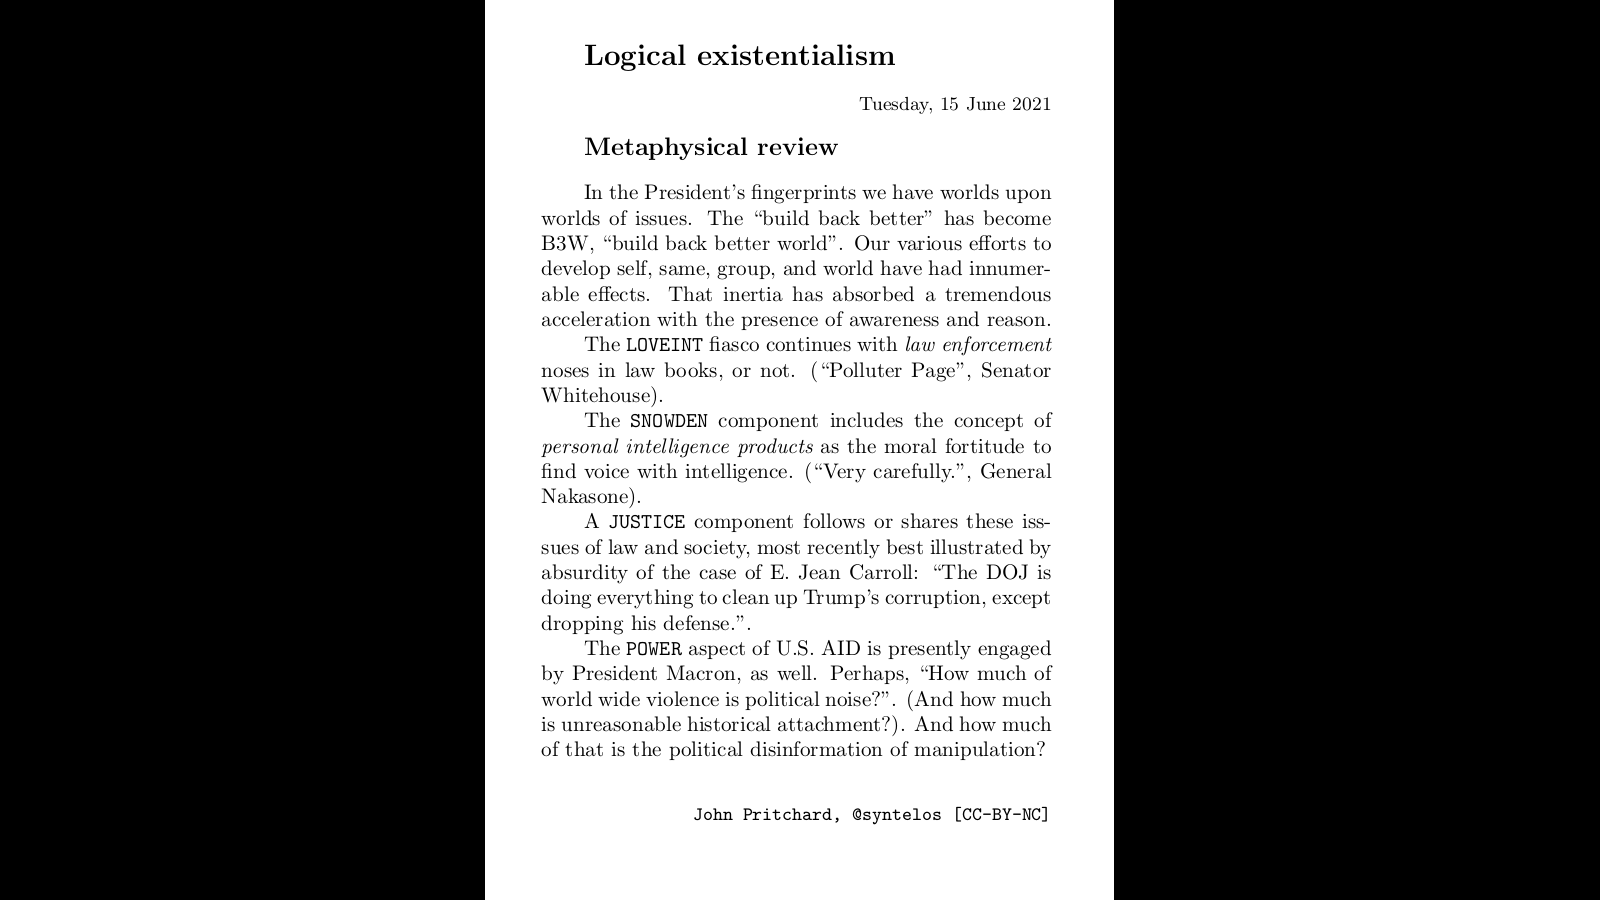 Logical existentialism
Tuesday, 15 June 2021
Metaphysical review
In the President's fingerprints we have worlds upon
worlds of issues. The “build back better” has become
B3W, “build back better world”. Our various efforts to
develop self, same, group, and world have had innumer-
able effects. That inertia has absorbed a tremendous
acceleration with the presence of awareness and reason.
The LOVEINT fiasco continues with law enforcement
noses in law books, or not. (“Polluter Page”, Senator
Whitehouse).
The SNOWDEN component includes the concept of
personal intelligence products as the moral fortitude to
find voice with intelligence. (“Very carefully.”, General
Nakasone).
A JUSTICE component follows or shares these iss-
sues of law and society, most recently best illustrated by
absurdity of the case of E. Jean Carroll: “The DOJ is
doing everything to clean up Trump's corruption, except
dropping his defense.”.
The POWER aspect of U.S. AID is presently engaged
by President Macron, as well. Perhaps, “How much of
world wide violence is political noise?”. (And how much
is unreasonable historical attachment?). And how much
of that is the political disinformation of manipulation?
John Pritchard, @syntelos [CC-BY-NC]